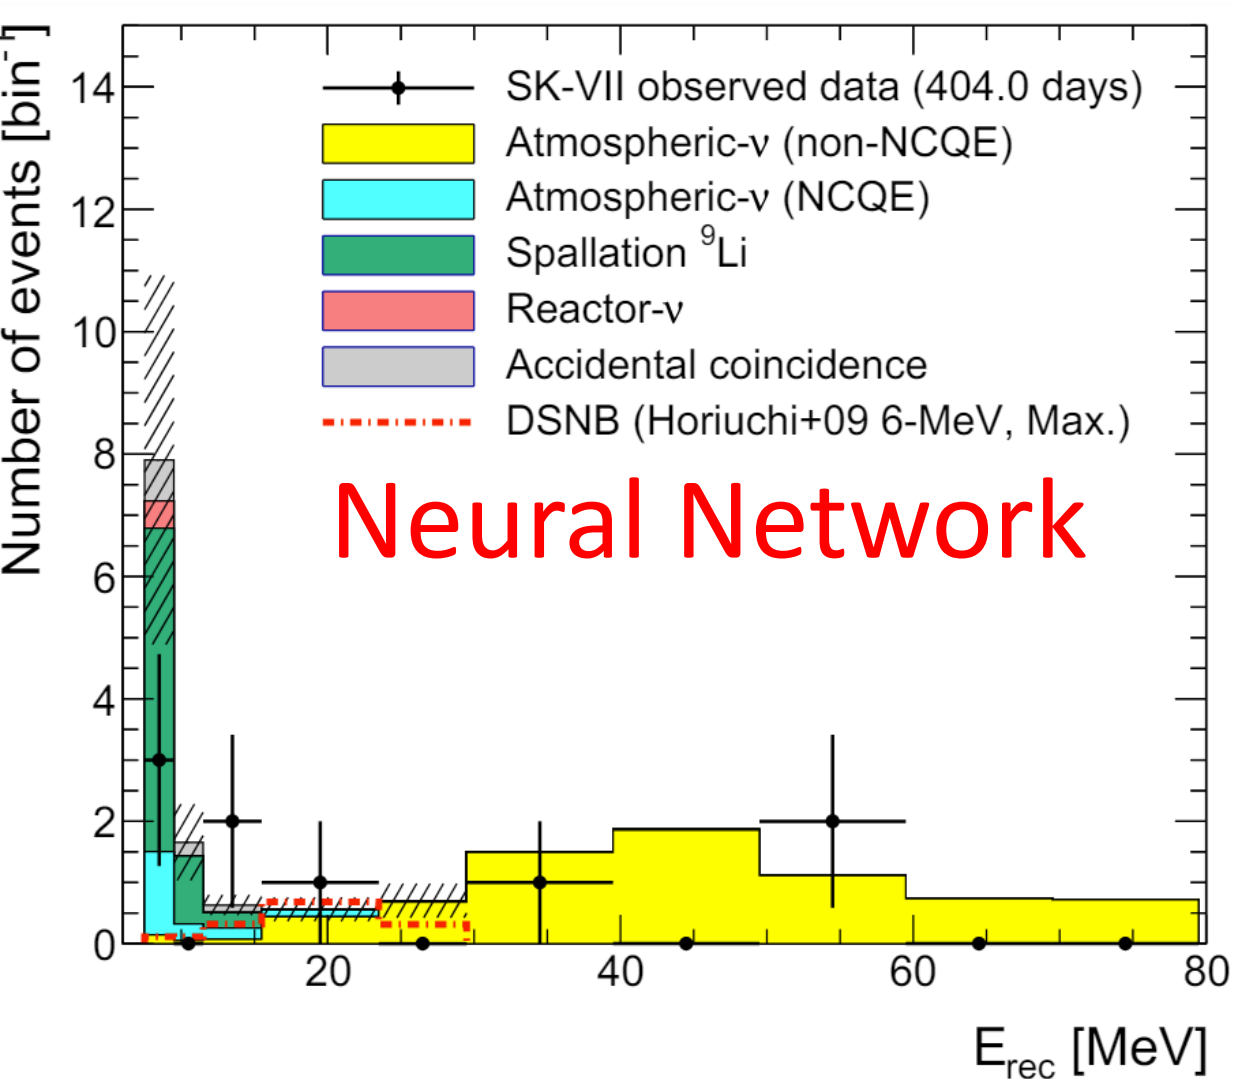 Number of events [bin⁻¹]
14
12
10
8
6
4
2
0
SK-VII observed data (404.0 days)
Atmospheric-ν (non-NCQE)
Atmospheric-ν (NCQE)
Spallation ⁹Li
Reactor-ν
Accidental coincidence
DSNB (Horiuchi+09 6-MeV, Max.)
Neural Network
20 40 60 80
E_rec [MeV]